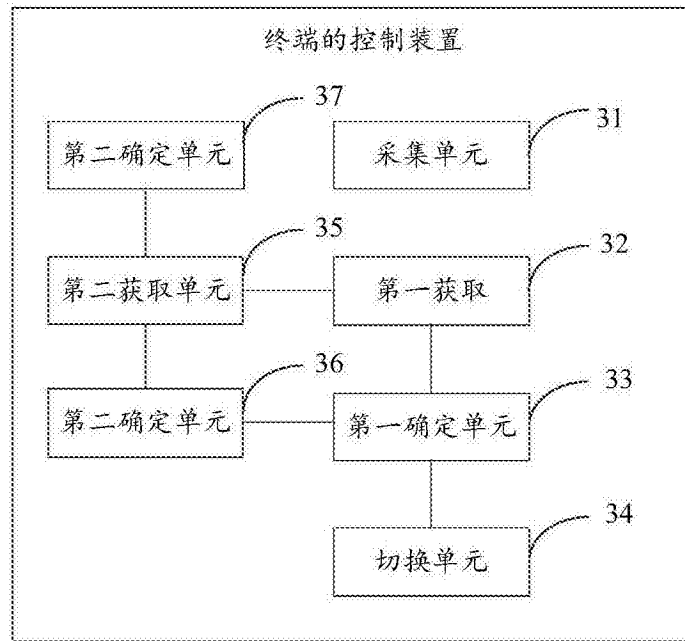 终端的控制装置
37
31
第二确定单元
采集单元
35
32
第二获取单元
第一获取
36
33
第二确定单元
第一确定单元
34
切换单元